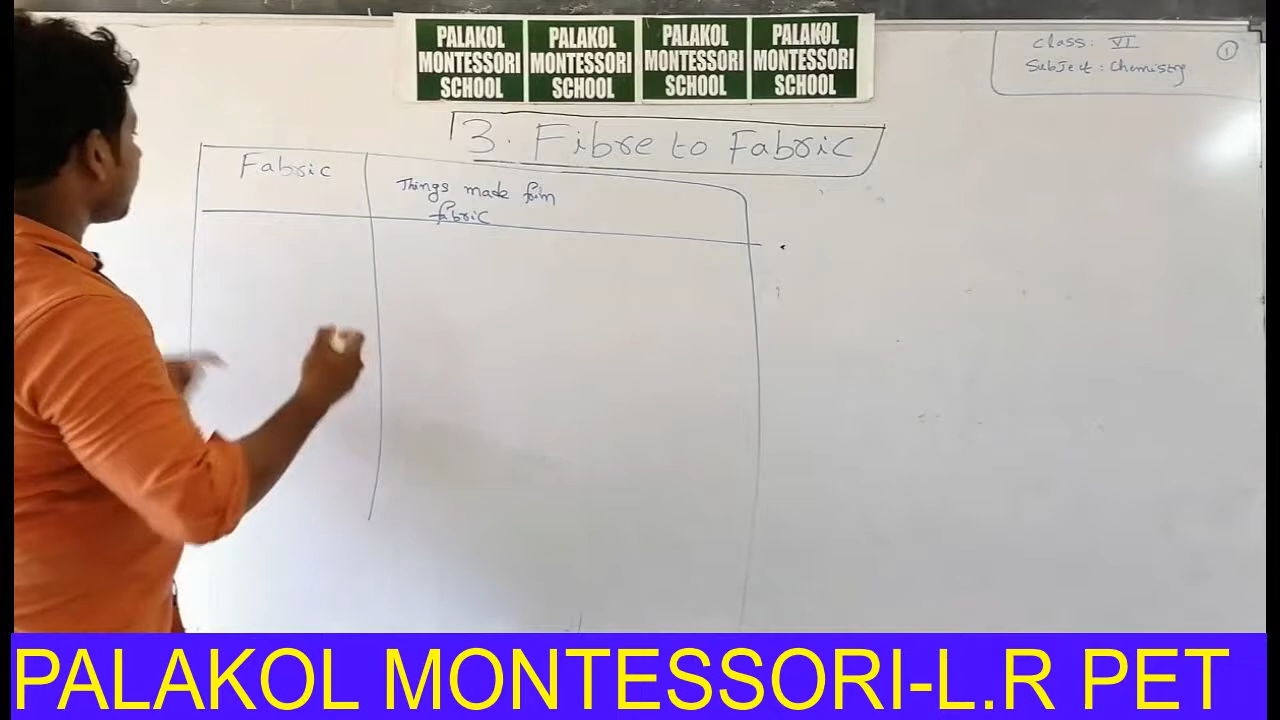 PALAKOL
MONTESSORI
SCHOOL
PALAKOL
MONTESSORI
SCHOOL
PALAKOL
MONTESSORI
SCHOOL
PALAKOL
MONTESSORI
SCHOOL
Class: VI
1
Subject: Chemistry
3. Fibre to Fabric
Fabric
Things made from
fabric
PALAKOL MONTESSORI-L.R PET